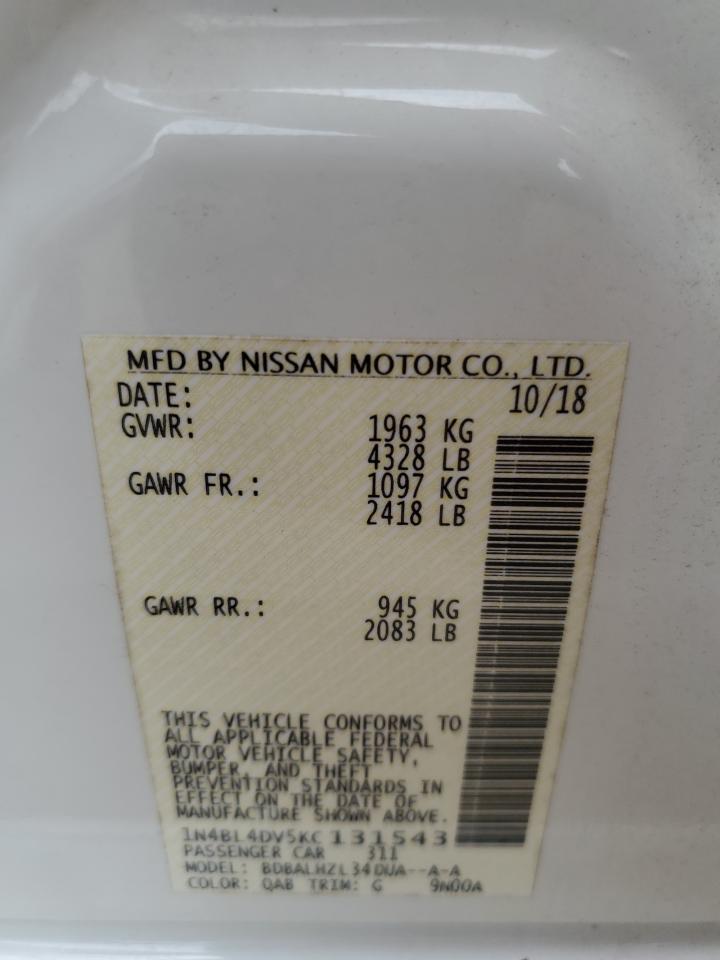 MFD BY NISSAN MOTOR CO., LTD.
DATE: 10/18
GVWR: 1963 KG
4328 LB
GAWR FR.: 1097 KG
2418 LB
GAWR RR.: 945 KG
2083 LB
THIS VEHICLE CONFORMS TO
ALL APPLICABLE FEDERAL
MOTOR VEHICLE SAFETY,
BUMPER, AND THEFT
PREVENTION STANDARDS IN
EFFECT ON THE DATE OF
MANUFACTURE SHOWN ABOVE.
1N4BL4DV5KC131543
PASSENGER CAR 311
MODEL: BDBALHZL34DUA--A-A
COLOR: QAB TRIM: G 9N00A